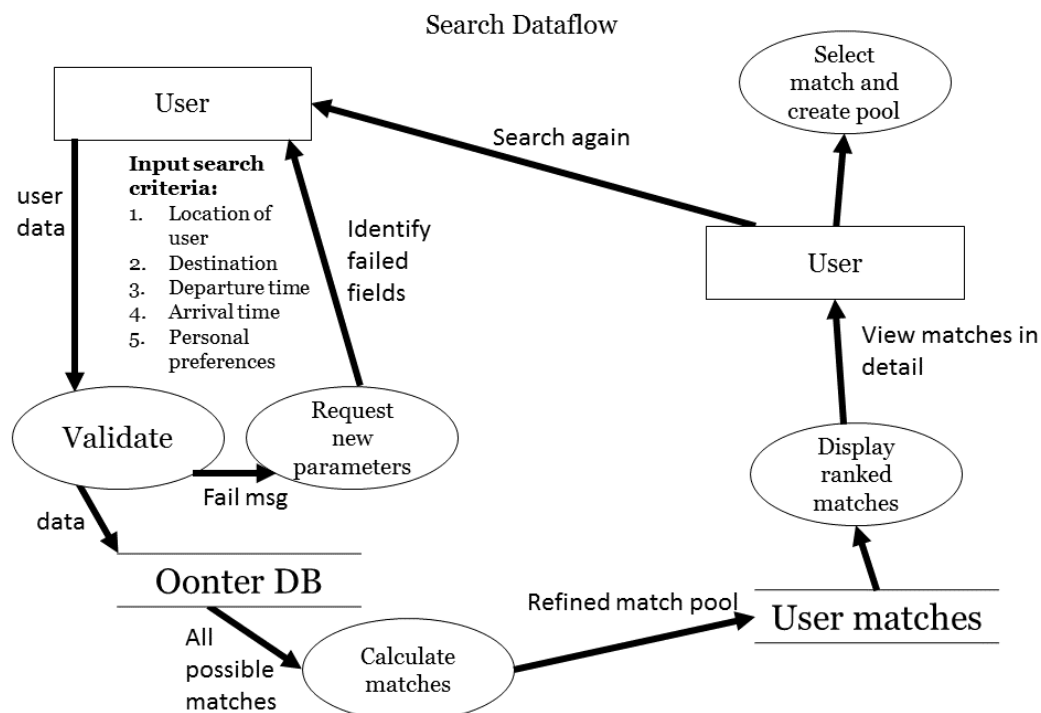 Search Dataflow
User
Select
match and
create pool
Search again
user
data
Input search
criteria:
1. Location of
user
2. Destination
3. Departure time
4. Arrival time
5. Personal
preferences
Identify
failed
fields
User
View matches in
detail
Validate
Request
new
parameters
Fail msg
Display
ranked
matches
data
Oonter DB
All
possible
matches
Calculate
matches
Refined match pool
User matches